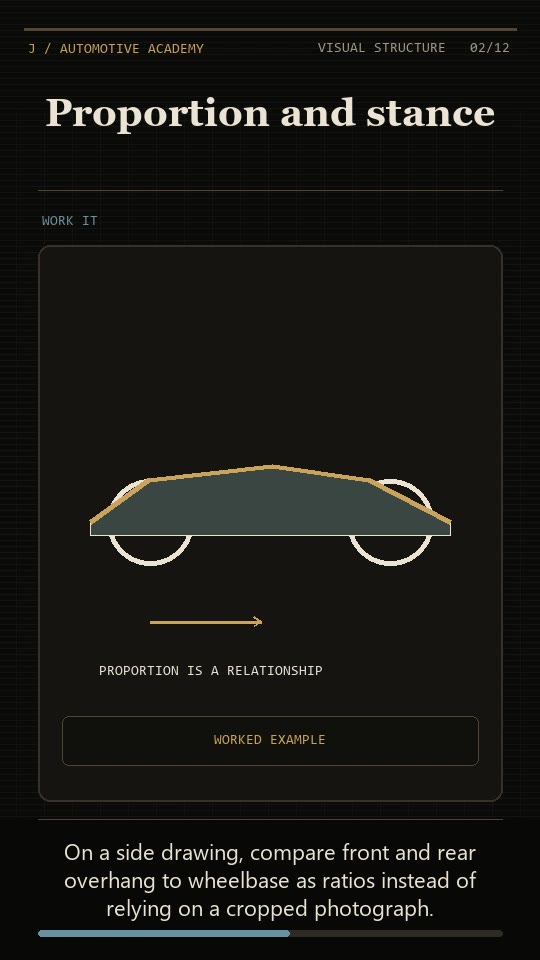 J / AUTOMOTIVE ACADEMY
VISUAL STRUCTURE 02/12
Proportion and stance
WORK IT
PROPORTION IS A RELATIONSHIP
WORKED EXAMPLE
On a side drawing, compare front and rear
overhang to wheelbase as ratios instead of
relying on a cropped photograph.